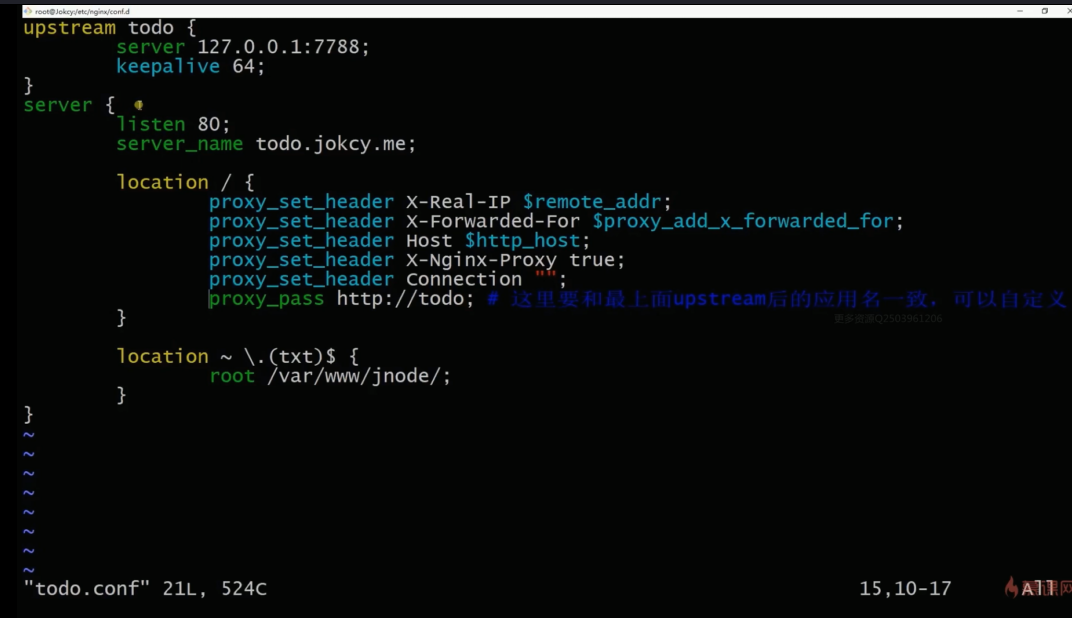 root@Jokcy:/etc/nginx/conf.d
upstream todo {
server 127.0.0.1:7788;
keepalive 64;
}
server {
listen 80;
server_name todo.jokcy.me;
location / {
proxy_set_header X-Real-IP $remote_addr;
proxy_set_header X-Forwarded-For $proxy_add_x_forwarded_for;
proxy_set_header Host $http_host;
proxy_set_header X-Nginx-Proxy true;
proxy_set_header Connection "";
proxy_pass http://todo; # 这里要和最上面upstream后的应用名一致，可以自定义
更多资源Q2503961206
}
location ~ \.(txt)$ {
root /var/www/jnode/;
}
}
~
~
~
~
~
~
~
~
"todo.conf" 21L, 524C 15,10-17 All